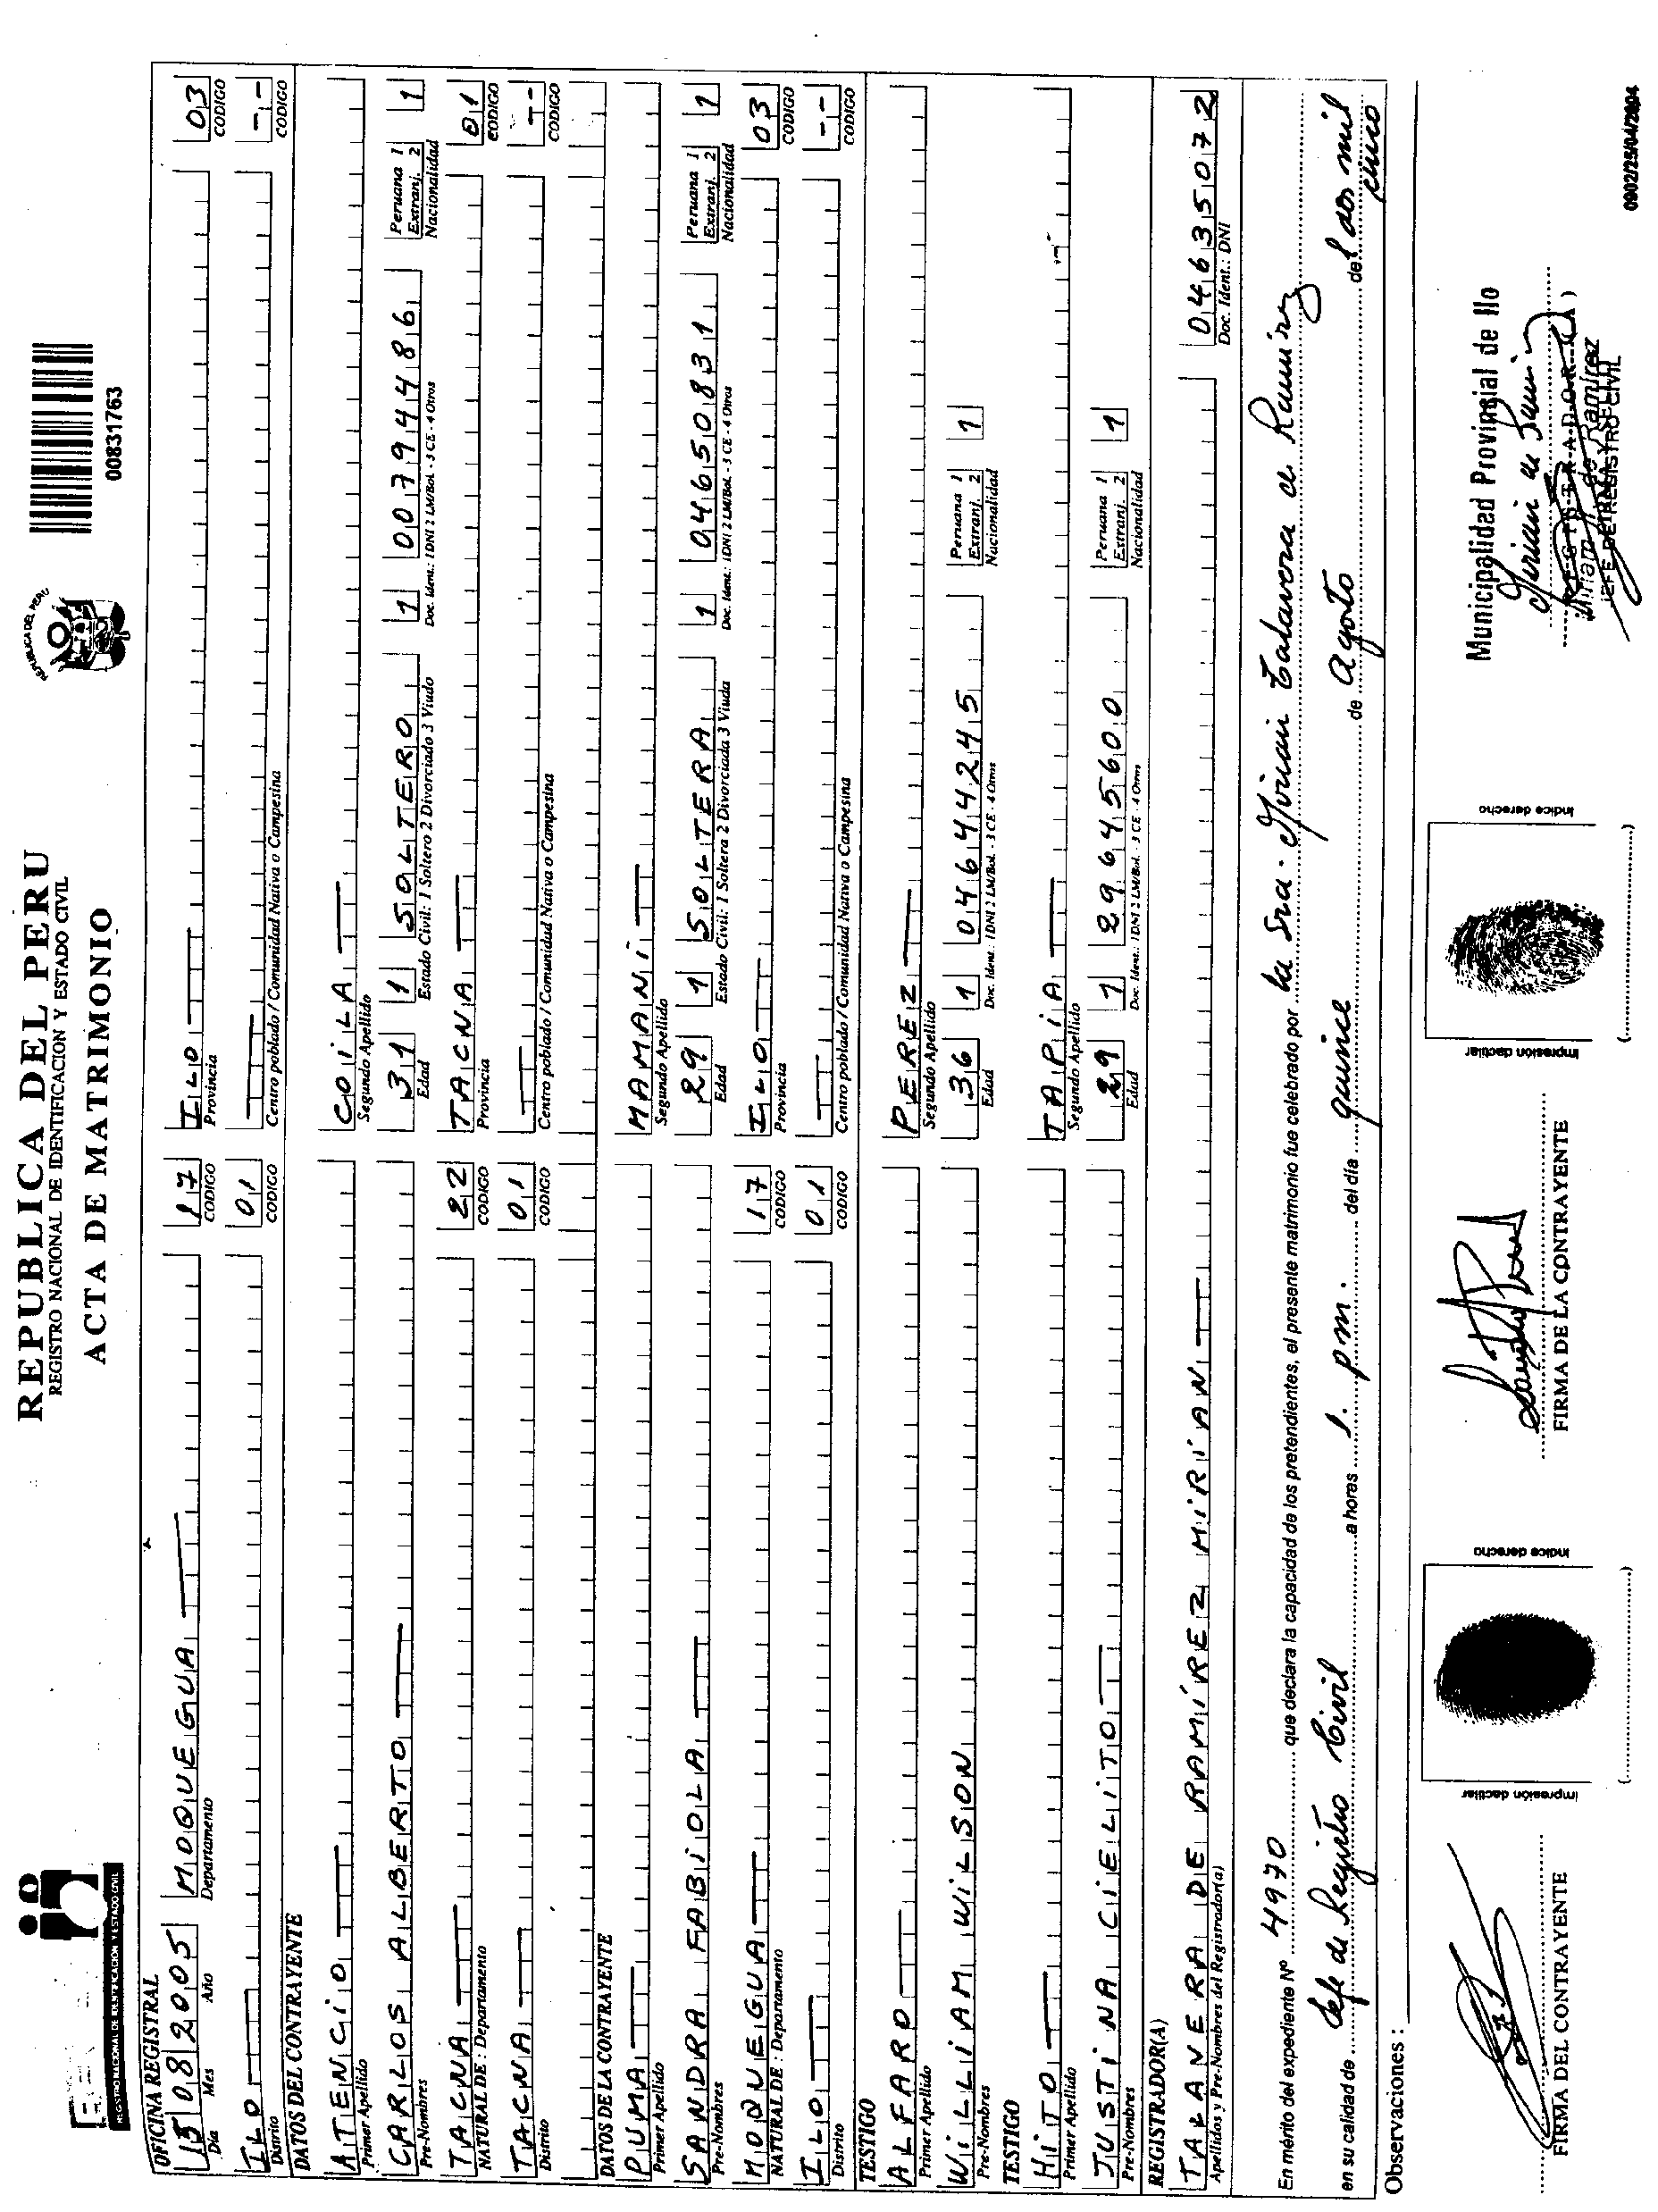 REPUBLICA DEL PERU
REGISTRO NACIONAL DE IDENTIFICACION Y ESTADO CIVIL
ACTA DE MATRIMONIO
REGISTRO NACIONAL DE IDENTIFICACION Y ESTADO CIVIL
REPUBLICA DEL PERU
00831763
OFICINA REGISTRAL
15 08 2005 MOQUEGUA 17 ILO 03
Día Mes Año Departamento CODIGO Provincia CODIGO
ILO 01 --
Distrito CODIGO Centro poblado / Comunidad Nativa o Campesina CODIGO
DATOS DEL CONTRAYENTE
ATENCiO COiLA
Primer Apellido Segundo Apellido
CARLOS ALBERTO 31 1 SOLTERO 1 00794486 Peruana 1 Extranj. 2 1
Pre-Nombres Edad Estado Civil: 1 Soltero 2 Divorciado 3 Viudo Doc. Ident.: 1DNI 2 LM/Bol. - 3 CE - 4 Otros Nacionalidad
TACNA 22 TACNA 01
NATURAL DE : Departamento CODIGO Provincia CODIGO
TACNA 01 --
Distrito CODIGO Centro poblado / Comunidad Nativa o Campesina CODIGO
DATOS DE LA CONTRAYENTE
PUMA MAMANi
Primer Apellido Segundo Apellido
SANDRA FABiOLA 29 1 SOLTERA 1 04650831 Peruana 1 Extranj. 2 1
Pre-Nombres Edad Estado Civil: 1 Soltera 2 Divorciada 3 Viuda Doc. Ident.: 1DNI 2 LM/Bol. - 3 CE - 4 Otros Nacionalidad
MOQUEGUA 17 ILO 03
NATURAL DE : Departamento CODIGO Provincia CODIGO
ILO 01 --
Distrito CODIGO Centro poblado / Comunidad Nativa o Campesina CODIGO
TESTIGO
ALFARO PEREZ
Primer Apellido Segundo Apellido
WiLLiAM WiLSON 36 1 04644245 Peruana 1 Extranj. 2 1
Pre-Nombres Edad Doc. Ident.: 1DNI 2 LM/Bol. - 3 CE - 4 Otros Nacionalidad
TESTIGO
HiTO TAPiA
Primer Apellido Segundo Apellido
JUSTiNA CiELiTO 29 1 29645600 Peruana 1 Extranj. 2 1
Pre-Nombres Edad Doc. Ident.: 1DNI 2 LM/Bol. - 3 CE - 4 Otros Nacionalidad
REGISTRADOR(A)
TALAVERA DE RAMiREZ MiRiAN 04635072
Apellidos y Pre-Nombres del Registrador(a) Doc. Ident.: DNI
En mérito del expediente Nº 4970 que declara la capacidad de los pretendientes, el presente matrimonio fue celebrado por la Sra. Mirian Talavera de Ramirez
en su calidad de Jefe de Registro Civil a horas 1. pm. del día quince de Agosto del dos mil cinco
Observaciones :
FIRMA DEL CONTRAYENTE
impresión dactilar
indice derecho
FIRMA DE LA CONTRAYENTE
impresión dactilar
indice derecho
Municipalidad Provincial de Ilo
REGISTRADOR(A)
de Ramírez
JEFE DE REGISTRO CIVIL
0902/25/04/2004